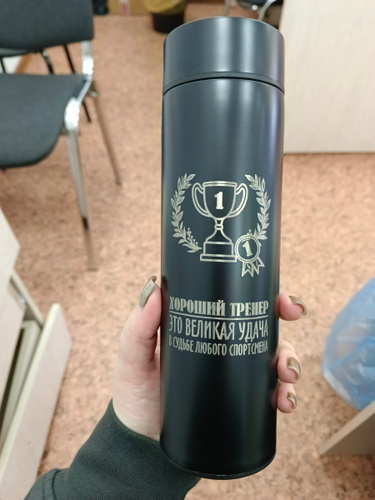 1
1
ХОРОШИЙ ТРЕНЕР
ЭТО ВЕЛИКАЯ УДАЧА
В СУДЬБЕ ЛЮБОГО СПОРТСМЕНА